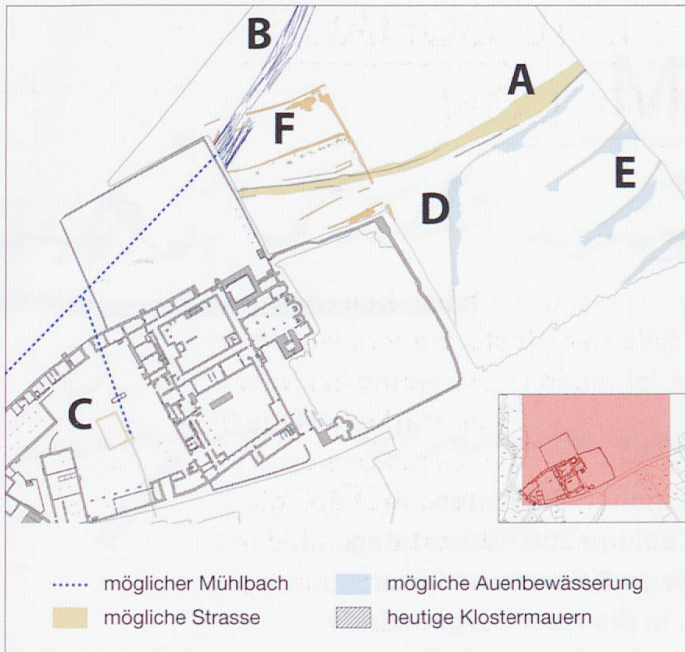 B
A
F
E
D
C
möglicher Mühlbach
mögliche Auenbewässerung
mögliche Strasse
heutige Klostermauern